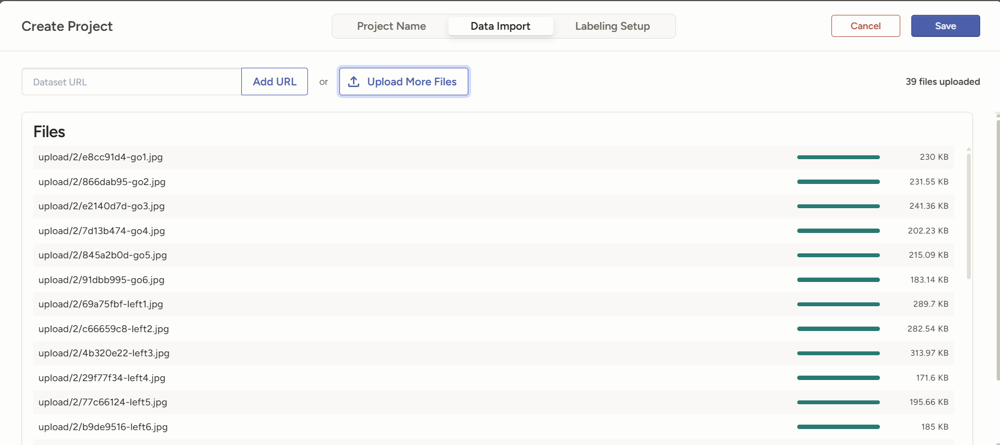 Create Project
Project Name
Data Import
Labeling Setup
Cancel
Save
Dataset URL
Add URL
or
Upload More Files
39 files uploaded
Files
upload/2/e8cc91d4-go1.jpg 230 KB
upload/2/866dab95-go2.jpg 231.55 KB
upload/2/e2140d7d-go3.jpg 241.36 KB
upload/2/7d13b474-go4.jpg 202.23 KB
upload/2/845a2b0d-go5.jpg 215.09 KB
upload/2/91dbb995-go6.jpg 183.14 KB
upload/2/69a75fbf-left1.jpg 289.7 KB
upload/2/c66659c8-left2.jpg 282.54 KB
upload/2/4b320e22-left3.jpg 313.97 KB
upload/2/29f77f34-left4.jpg 171.6 KB
upload/2/77c66124-left5.jpg 195.66 KB
upload/2/b9de9516-left6.jpg 185 KB